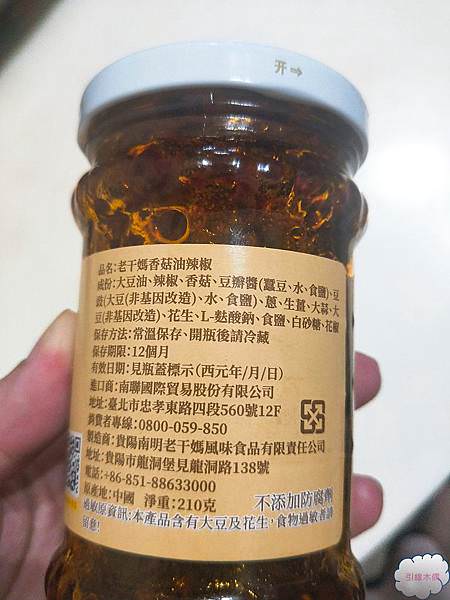 开→
品名:老干媽香菇油辣椒
成份:大豆油、辣椒、香菇、豆瓣醬(蠶豆、水、食鹽)、豆
豉(大豆(非基因改造)、水、食鹽)、蔥、生薑、大蒜、大
豆(非基因改造)、花生、L-麩酸鈉、食鹽、白砂糖、花椒
保存方法:常溫保存、開瓶後請冷藏
保存期限:12個月
有效日期:見瓶蓋標示(西元年/月/日)
進口商:南聯國際貿易股份有限公司
地址:臺北市忠孝東路四段560號12F
消費者專線:0800-059-850
製造商:貴陽南明老干媽風味食品有限責任公司
地址:貴陽市龍洞堡見龍洞路138號
電話:+86-851-88633000
原產地:中國 淨重:210克
不添加防腐劑
過敏原資訊:本產品含有大豆及花生,食物過敏者請
留意!
引線木偶